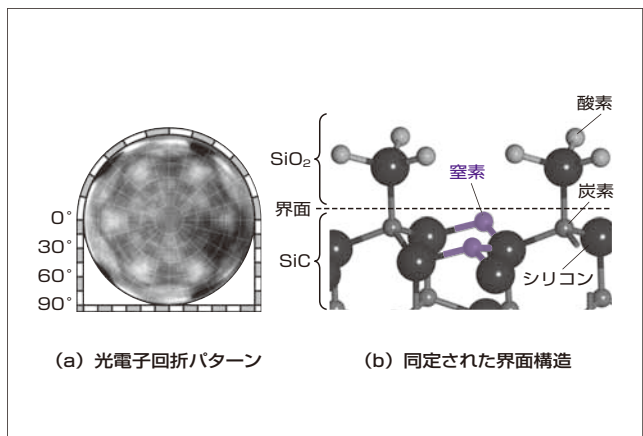 0°
30°
60°
90°
(a) 光電子回折パターン
SiO₂
界面
SiC
酸素
窒素
炭素
シリコン
(b) 同定された界面構造